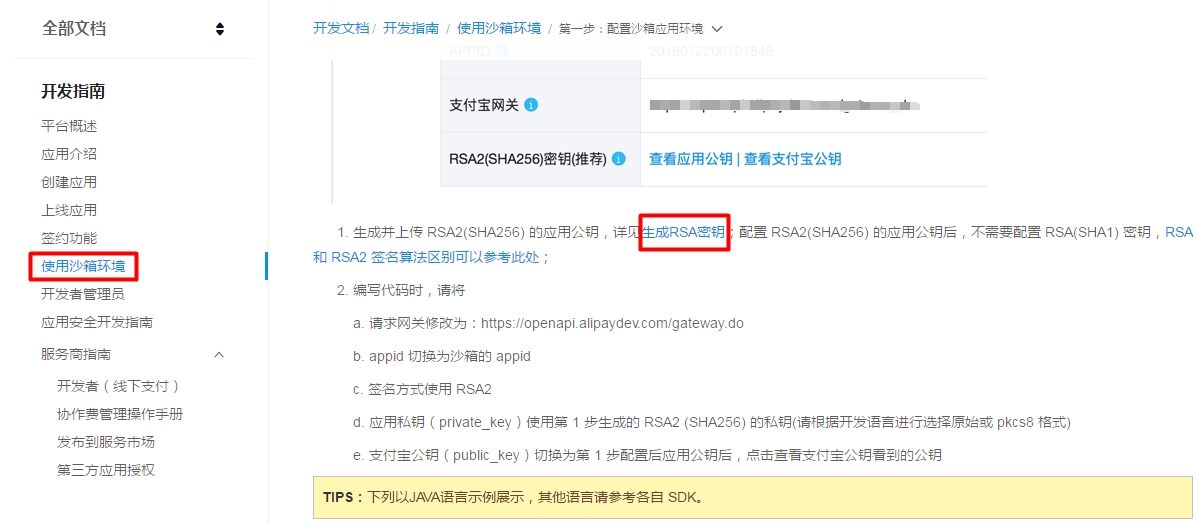 全部文档
开发指南
平台概述
应用介绍
创建应用
上线应用
签约功能
使用沙箱环境
开发者管理员
应用安全开发指南
服务商指南
开发者（线下支付）
协作费管理操作手册
发布到服务市场
第三方应用授权
开发文档 / 开发指南 / 使用沙箱环境 / 第一步：配置沙箱应用环境
APPID 2016072200101845
支付宝网关
RSA2(SHA256)密钥(推荐) 查看应用公钥 | 查看支付宝公钥
1. 生成并上传 RSA2(SHA256) 的应用公钥，详见生成RSA密钥；配置 RSA2(SHA256) 的应用公钥后，不需要配置 RSA(SHA1) 密钥，RSA
和 RSA2 签名算法区别可以参考此处；
2. 编写代码时，请将
a. 请求网关修改为：https://openapi.alipaydev.com/gateway.do
b. appid 切换为沙箱的 appid
c. 签名方式使用 RSA2
d. 应用私钥（private_key）使用第 1 步生成的 RSA2 (SHA256) 的私钥(请根据开发语言进行选择原始或 pkcs8 格式)
e. 支付宝公钥（public_key）切换为第 1 步配置后应用公钥后，点击查看支付宝公钥看到的公钥
TIPS：下列以JAVA语言示例展示，其他语言请参考各自 SDK。